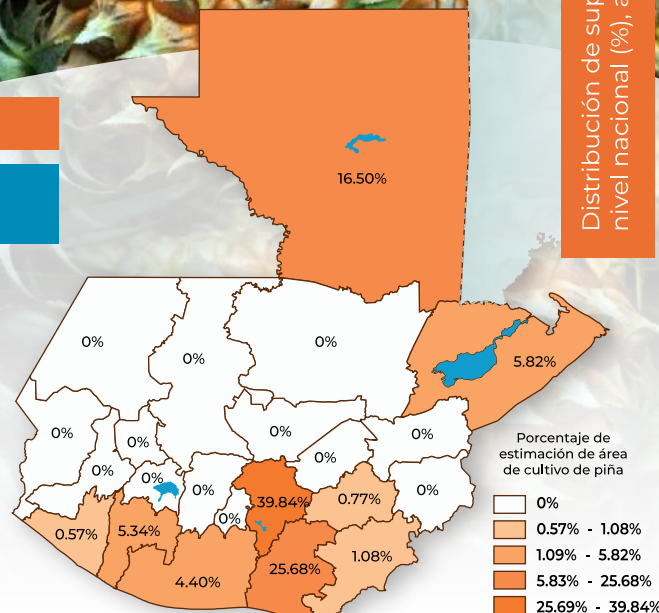 Distribución de
nivel nacional (%),
16.50%
0%
0%
0%
5.82%
0%
0%
0%
0%
0%
0%
0%
0%
0%
0%
0%
39.84%
0.77%
0.57%
5.34%
4.40%
25.68%
1.08%
Porcentaje de
estimación de área
de cultivo de piña
0%
0.57% - 1.08%
1.09% - 5.82%
5.83% - 25.68%
25.69% - 39.84%